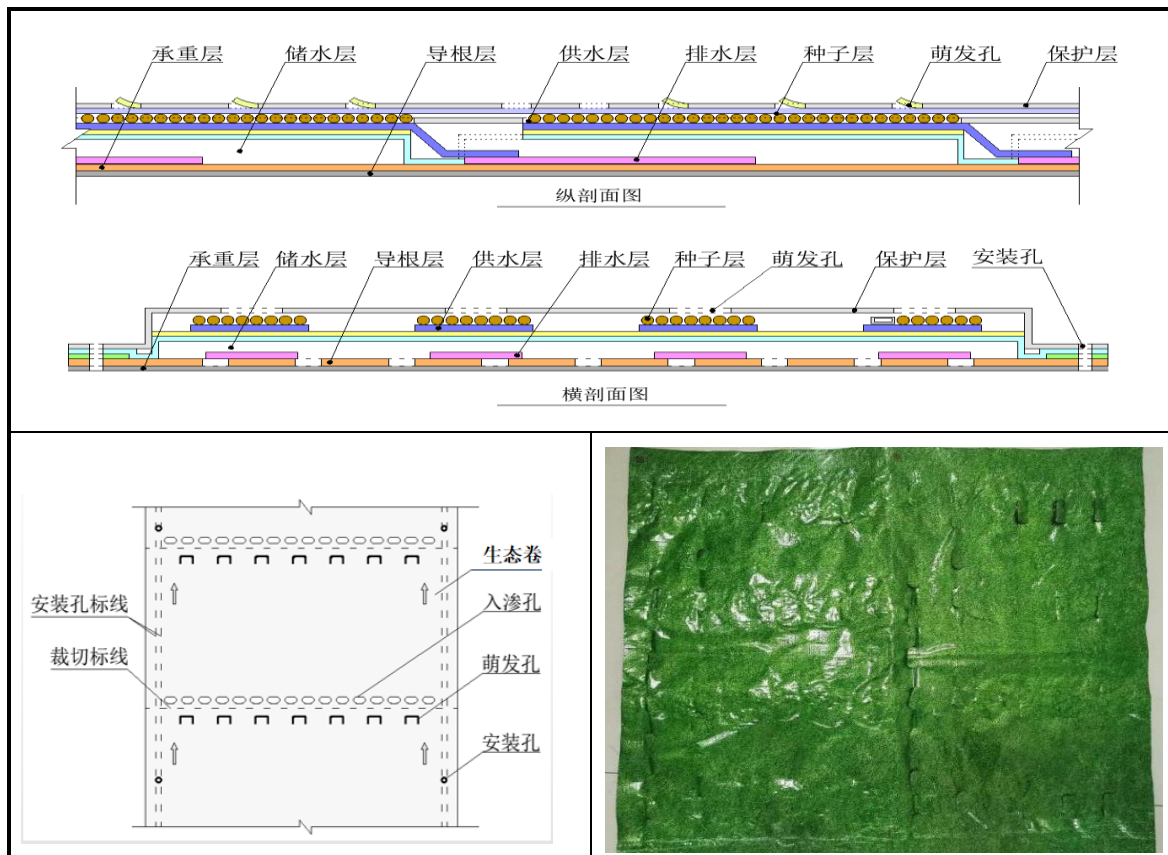 承重层 储水层 导根层 供水层 排水层 种子层 萌发孔 保护层
纵剖面图
承重层 储水层 导根层 供水层 排水层 种子层 萌发孔 保护层 安装孔
横剖面图
生态卷
安装孔标线
入渗孔
裁切标线
萌发孔
安装孔